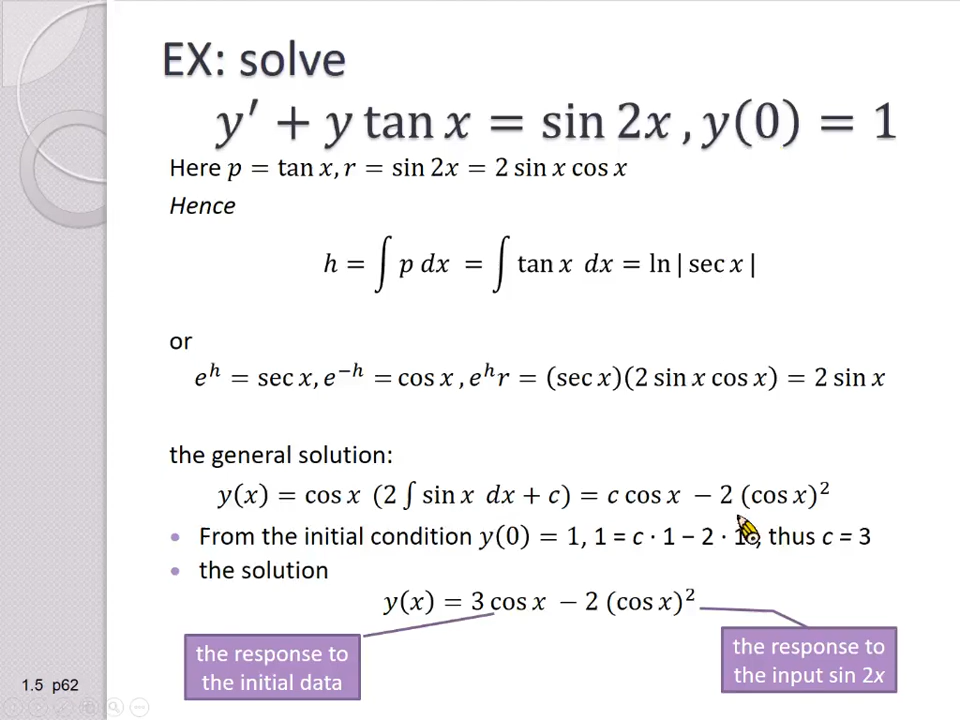 EX: solve
y′ + y tan x = sin 2x , y(0) = 1
Here p = tan x, r = sin 2x = 2 sin x cos x
Hence
h = ∫ p dx = ∫ tan x dx = ln | sec x |
or
eʰ = sec x, e⁻ʰ = cos x , eʰr = (sec x)(2 sin x cos x) = 2 sin x
the general solution:
y(x) = cos x (2 ∫ sin x dx + c) = c cos x − 2 (cos x)²
• From the initial condition y(0) = 1, 1 = c · 1 − 2 · 1², thus c = 3
• the solution
y(x) = 3 cos x − 2 (cos x)²
the response to
the initial data
the response to
the input sin 2x
1.5 p62